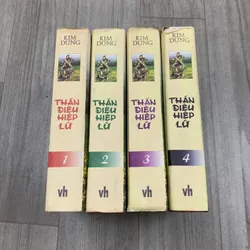 KIM DUNG
THẦN
ĐIÊU
HIỆP
LỮ
1
vh
KIM DUNG
THẦN
ĐIÊU
HIỆP
LỮ
2
vh
KIM DUNG
THẦN
ĐIÊU
HIỆP
LỮ
3
vh
KIM DUNG
THẦN
ĐIÊU
HIỆP
LỮ
4
vh